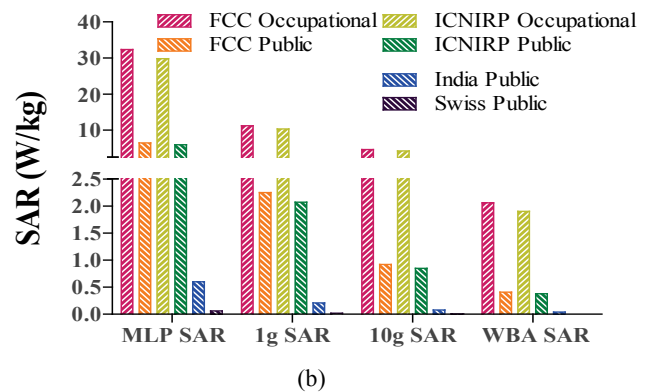 FCC Occupational
FCC Public
ICNIRP Occupational
ICNIRP Public
India Public
Swiss Public
SAR (W/kg)
40
30
20
10
2.5
2.0
1.5
1.0
0.5
0.0
MLP SAR 1g SAR 10g SAR WBA SAR
(b)